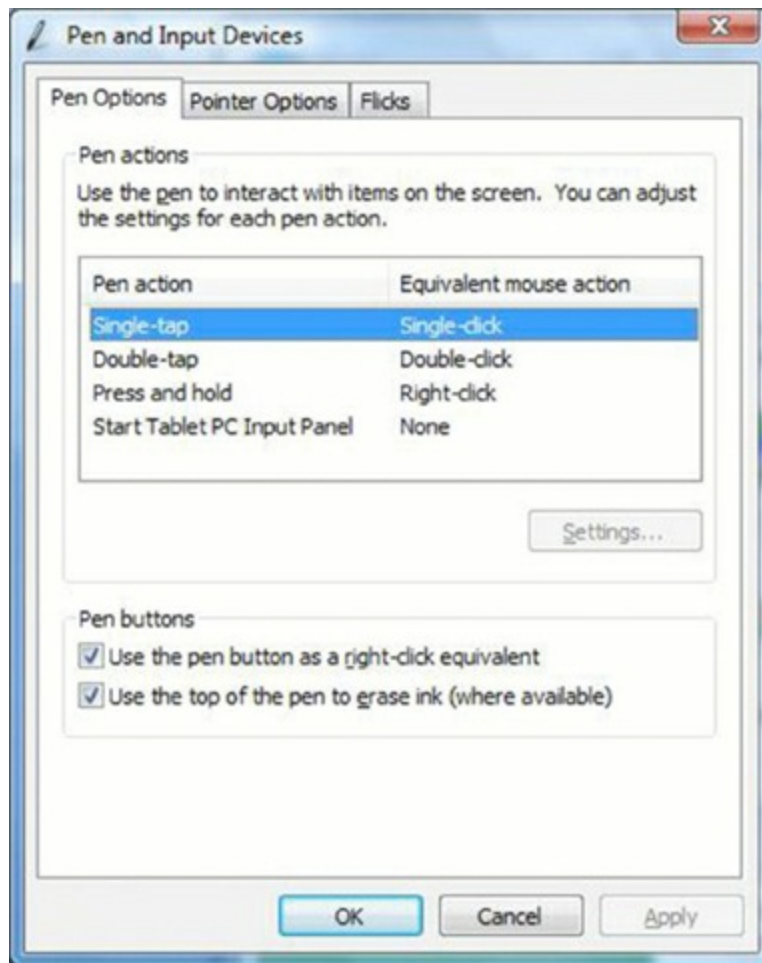 Pen and Input Devices
Pen Options
Pointer Options
Flicks
Pen actions
Use the pen to interact with items on the screen. You can adjust
the settings for each pen action.
Pen action Equivalent mouse action
Single-tap Single-click
Double-tap Double-click
Press and hold Right-click
Start Tablet PC Input Panel None
Settings...
Pen buttons
Use the pen button as a right-click equivalent
Use the top of the pen to erase ink (where available)
OK Cancel Apply